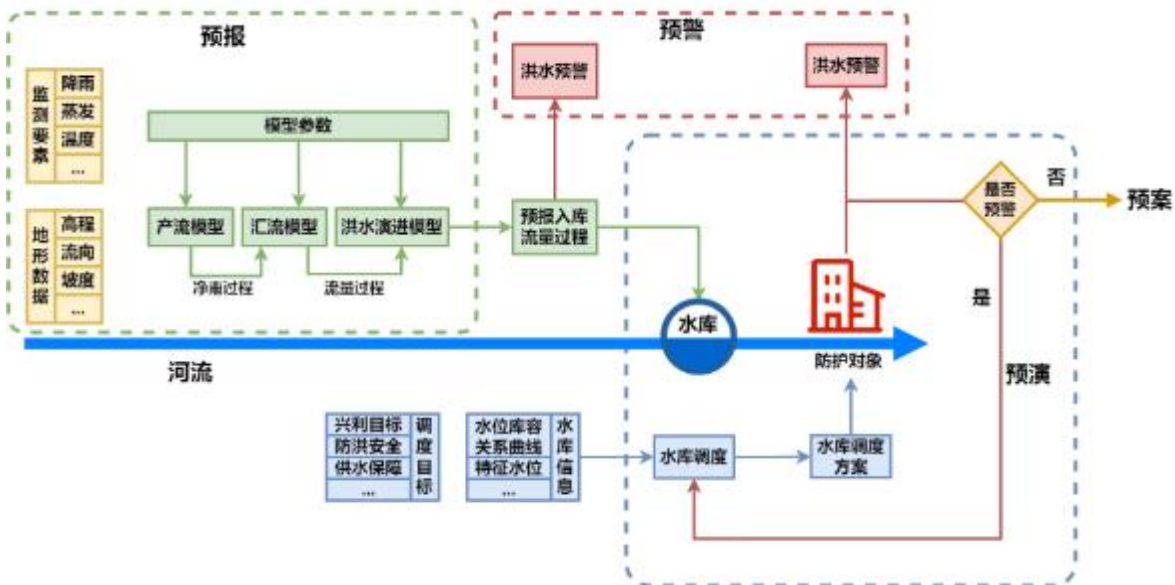 预报
监测要素
降雨
蒸发
温度
...
地形数据
高程
流向
坡度
...
模型参数
产流模型
汇流模型
洪水演进模型
净雨过程
流量过程
预报入库
流量过程
预警
洪水预警
洪水预警
是否
预警
否
预案
是
预演
水库
防护对象
河流
兴利目标
防洪安全
供水保障
...
调度目标
水位库容
关系曲线
特征水位
...
水库信息
水库调度
水库调度
方案